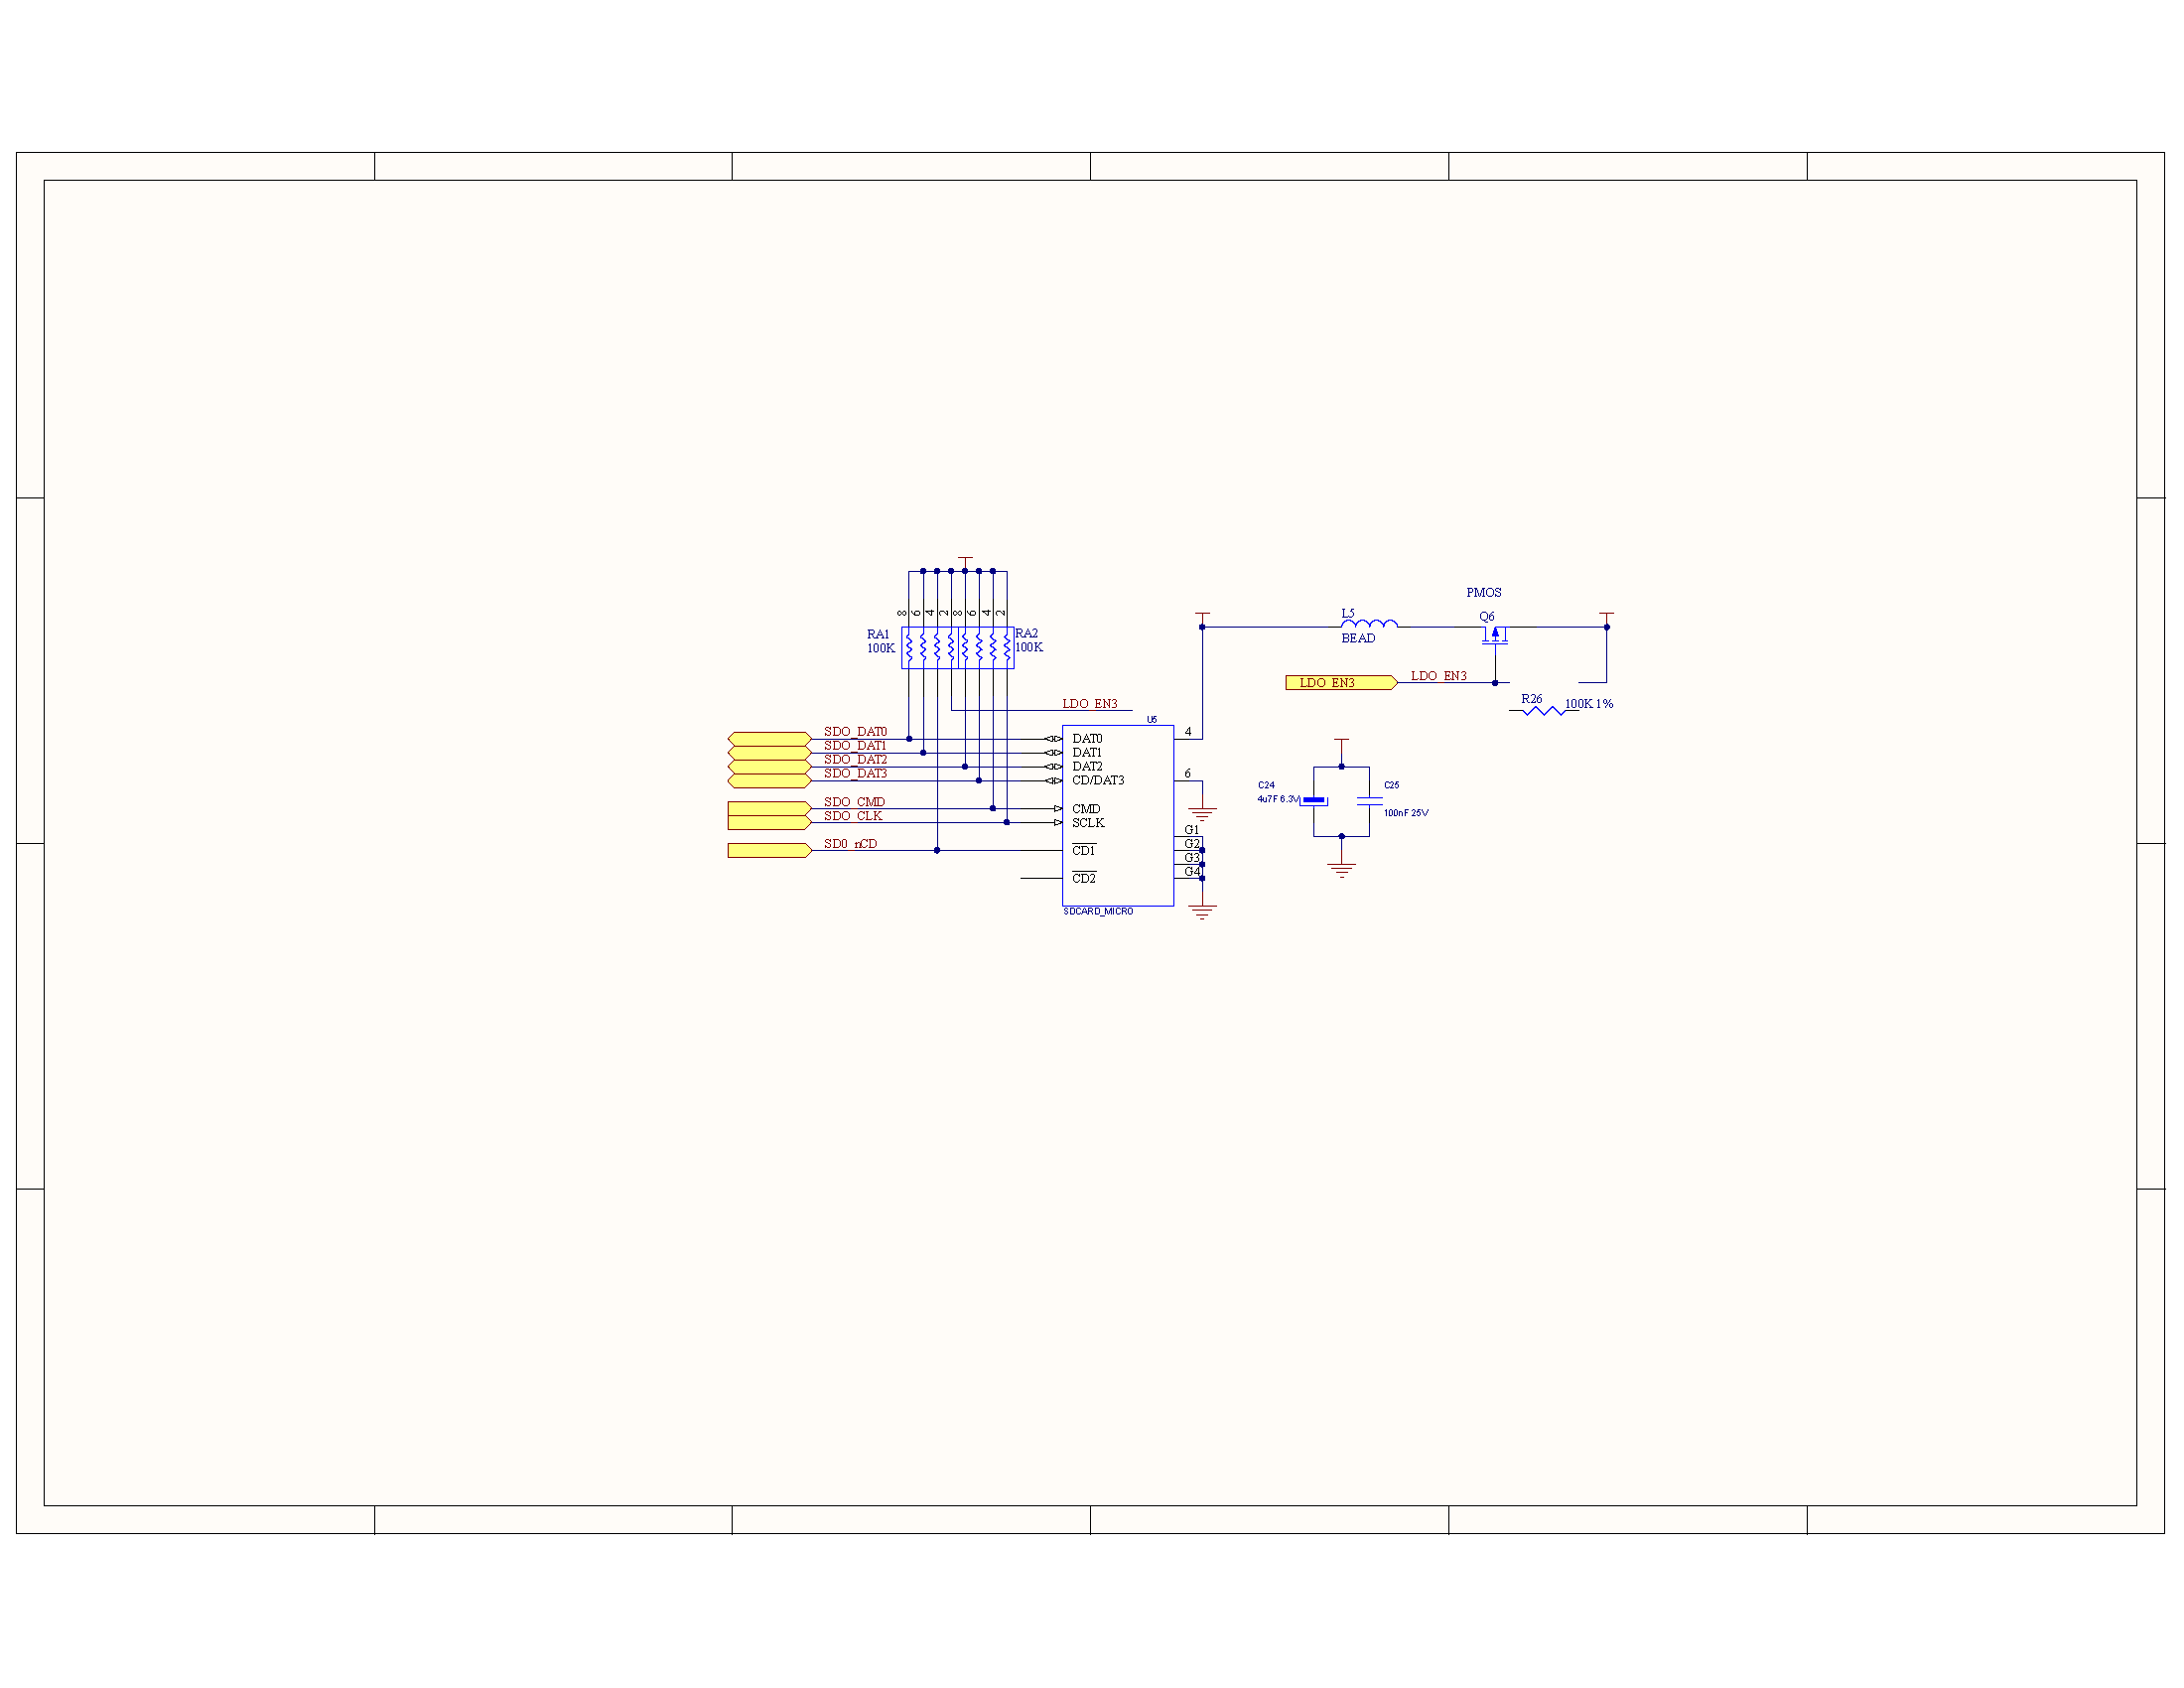 8 6 4 2 8 6 4 2
RA1
100K
RA2
100K
LDO_EN3
U5
SDO_DAT0
SDO_DAT1
SDO_DAT2
SDO_DAT3
SDO_CMD
SDO_CLK
SD0_nCD
DAT0
DAT1
DAT2
CD/DAT3
CMD
SCLK
CD1
CD2
4
6
G1
G2
G3
G4
SDCARD_MICRO
PMOS
L5
BEAD
Q6
LDO_EN3
LDO_EN3
R26
100K 1%
C24
4u7F 6.3V
C25
100nF 25V